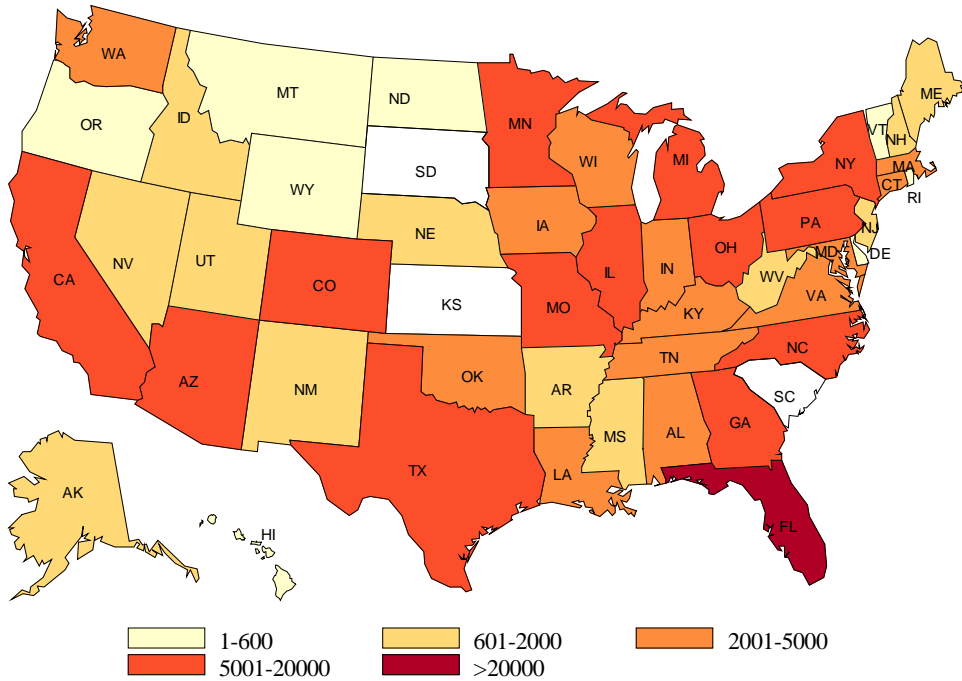 WA
MT
ND
ME
OR
ID
MN
VT
NH
WI
MI
NY
MA
SD
WY
CT
RI
IA
PA
NE
NJ
NV
UT
OH
MD
DE
CA
CO
IL
IN
WV
KS
MO
VA
KY
NC
TN
AZ
OK
NM
AR
SC
MS
AL
GA
TX
LA
AK
FL
HI
1-600
601-2000
2001-5000
5001-20000
>20000